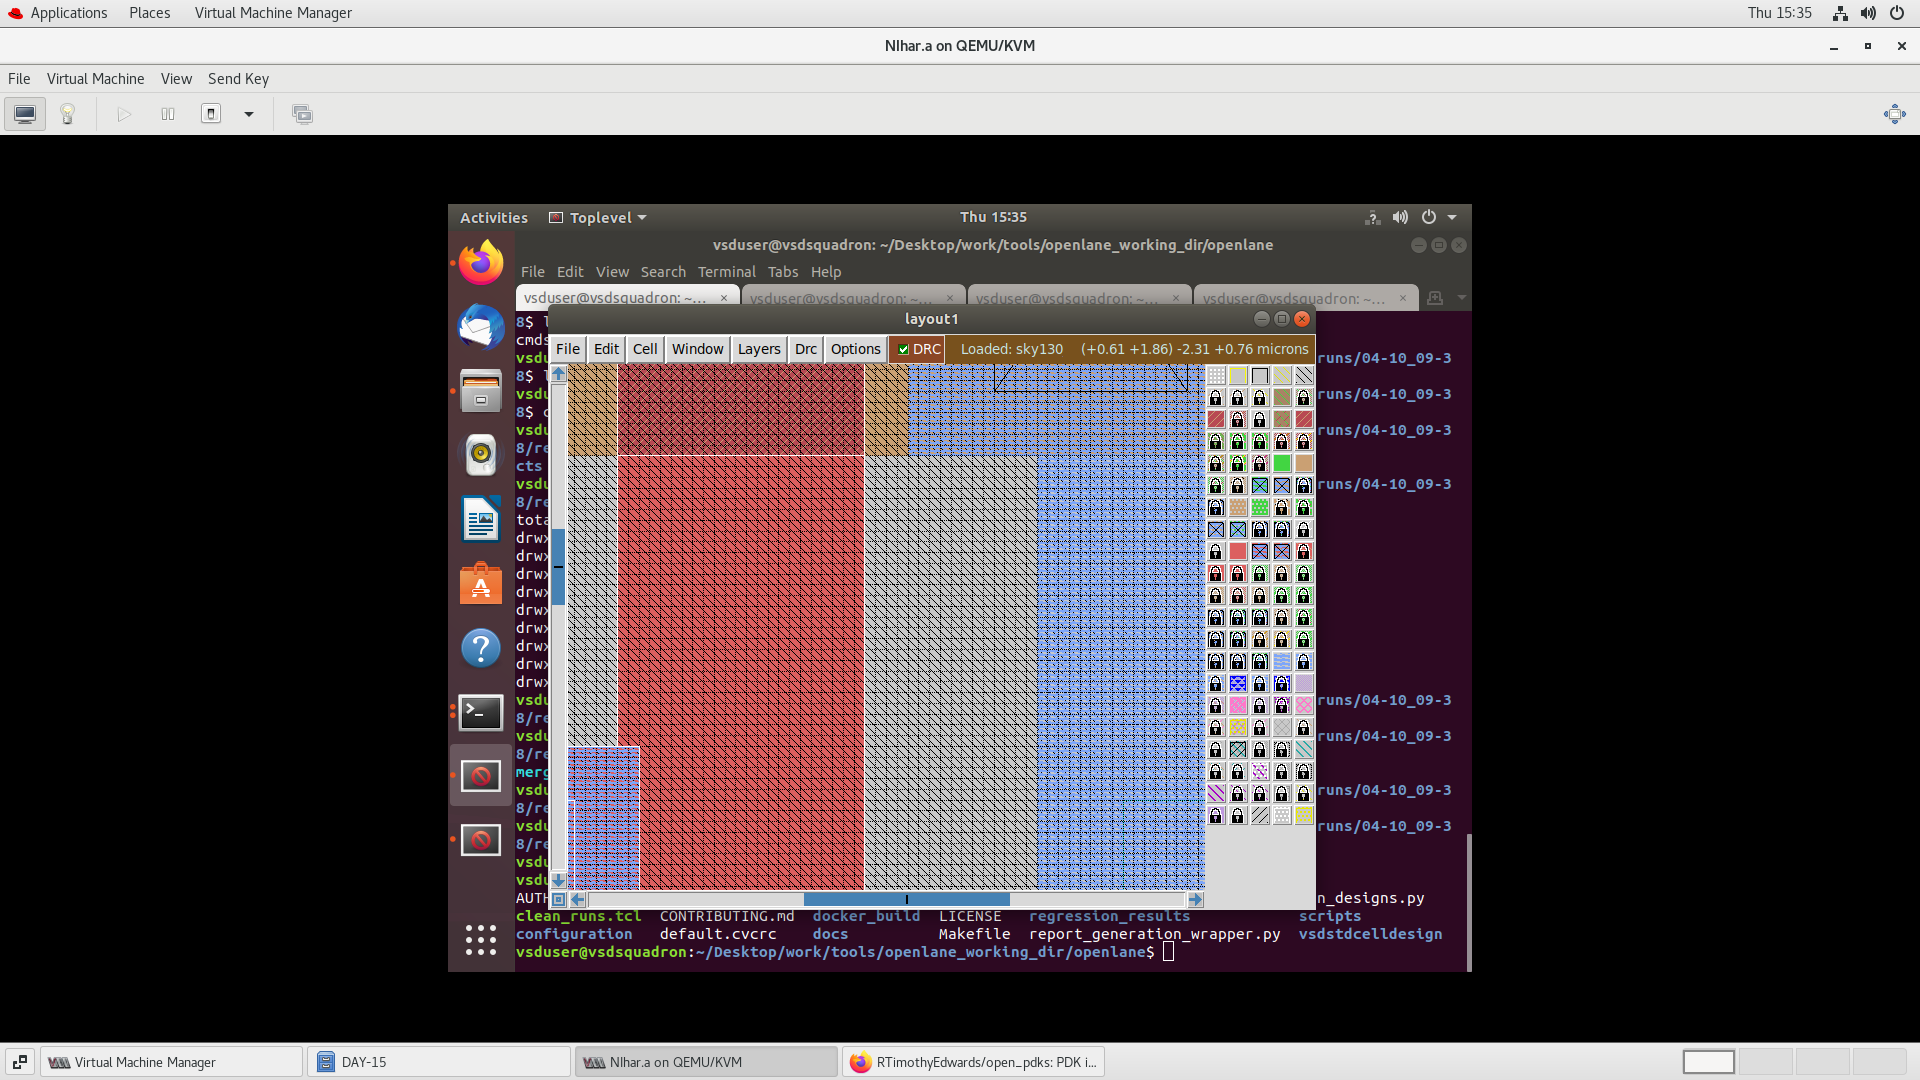 Applications Places Virtual Machine Manager Thu 15:35
NIhar.a on QEMU/KVM
File Virtual Machine View Send Key
Activities Toplevel Thu 15:35
vsduser@vsdsquadron: ~/Desktop/work/tools/openlane_working_dir/openlane
File Edit View Search Terminal Tabs Help
vsduser@vsdsquadron: ~... × vsduser@vsdsquadron: ~... × vsduser@vsdsquadron: ~... × vsduser@vsdsquadron: ~... ×
layout1
File Edit Cell Window Layers Drc Options DRC Loaded: sky130 (+0.61 +1.86) -2.31 +0.76 microns
8$
cmds
vsdu runs/04-10_09-3
8$
vsdu runs/04-10_09-3
8$
vsdu runs/04-10_09-3
8/re
cts
vsdu runs/04-10_09-3
8/re
tota
drwx
drwx
drwx
drwx
drwx
drwx
drwx
drwx
drwx
vsdu runs/04-10_09-3
8/re
vsdu runs/04-10_09-3
8/re
merg
vsdu runs/04-10_09-3
8/re
vsdu runs/04-10_09-3
8/re
vsdu
vsdu
AUTH n_designs.py
clean_runs.tcl CONTRIBUTING.md docker_build LICENSE regression_results scripts
configuration default.cvcrc docs Makefile report_generation_wrapper.py vsdstdcelldesign
vsduser@vsdsquadron:~/Desktop/work/tools/openlane_working_dir/openlane$
Virtual Machine Manager DAY-15 NIhar.a on QEMU/KVM RTimothyEdwards/open_pdks: PDK i...